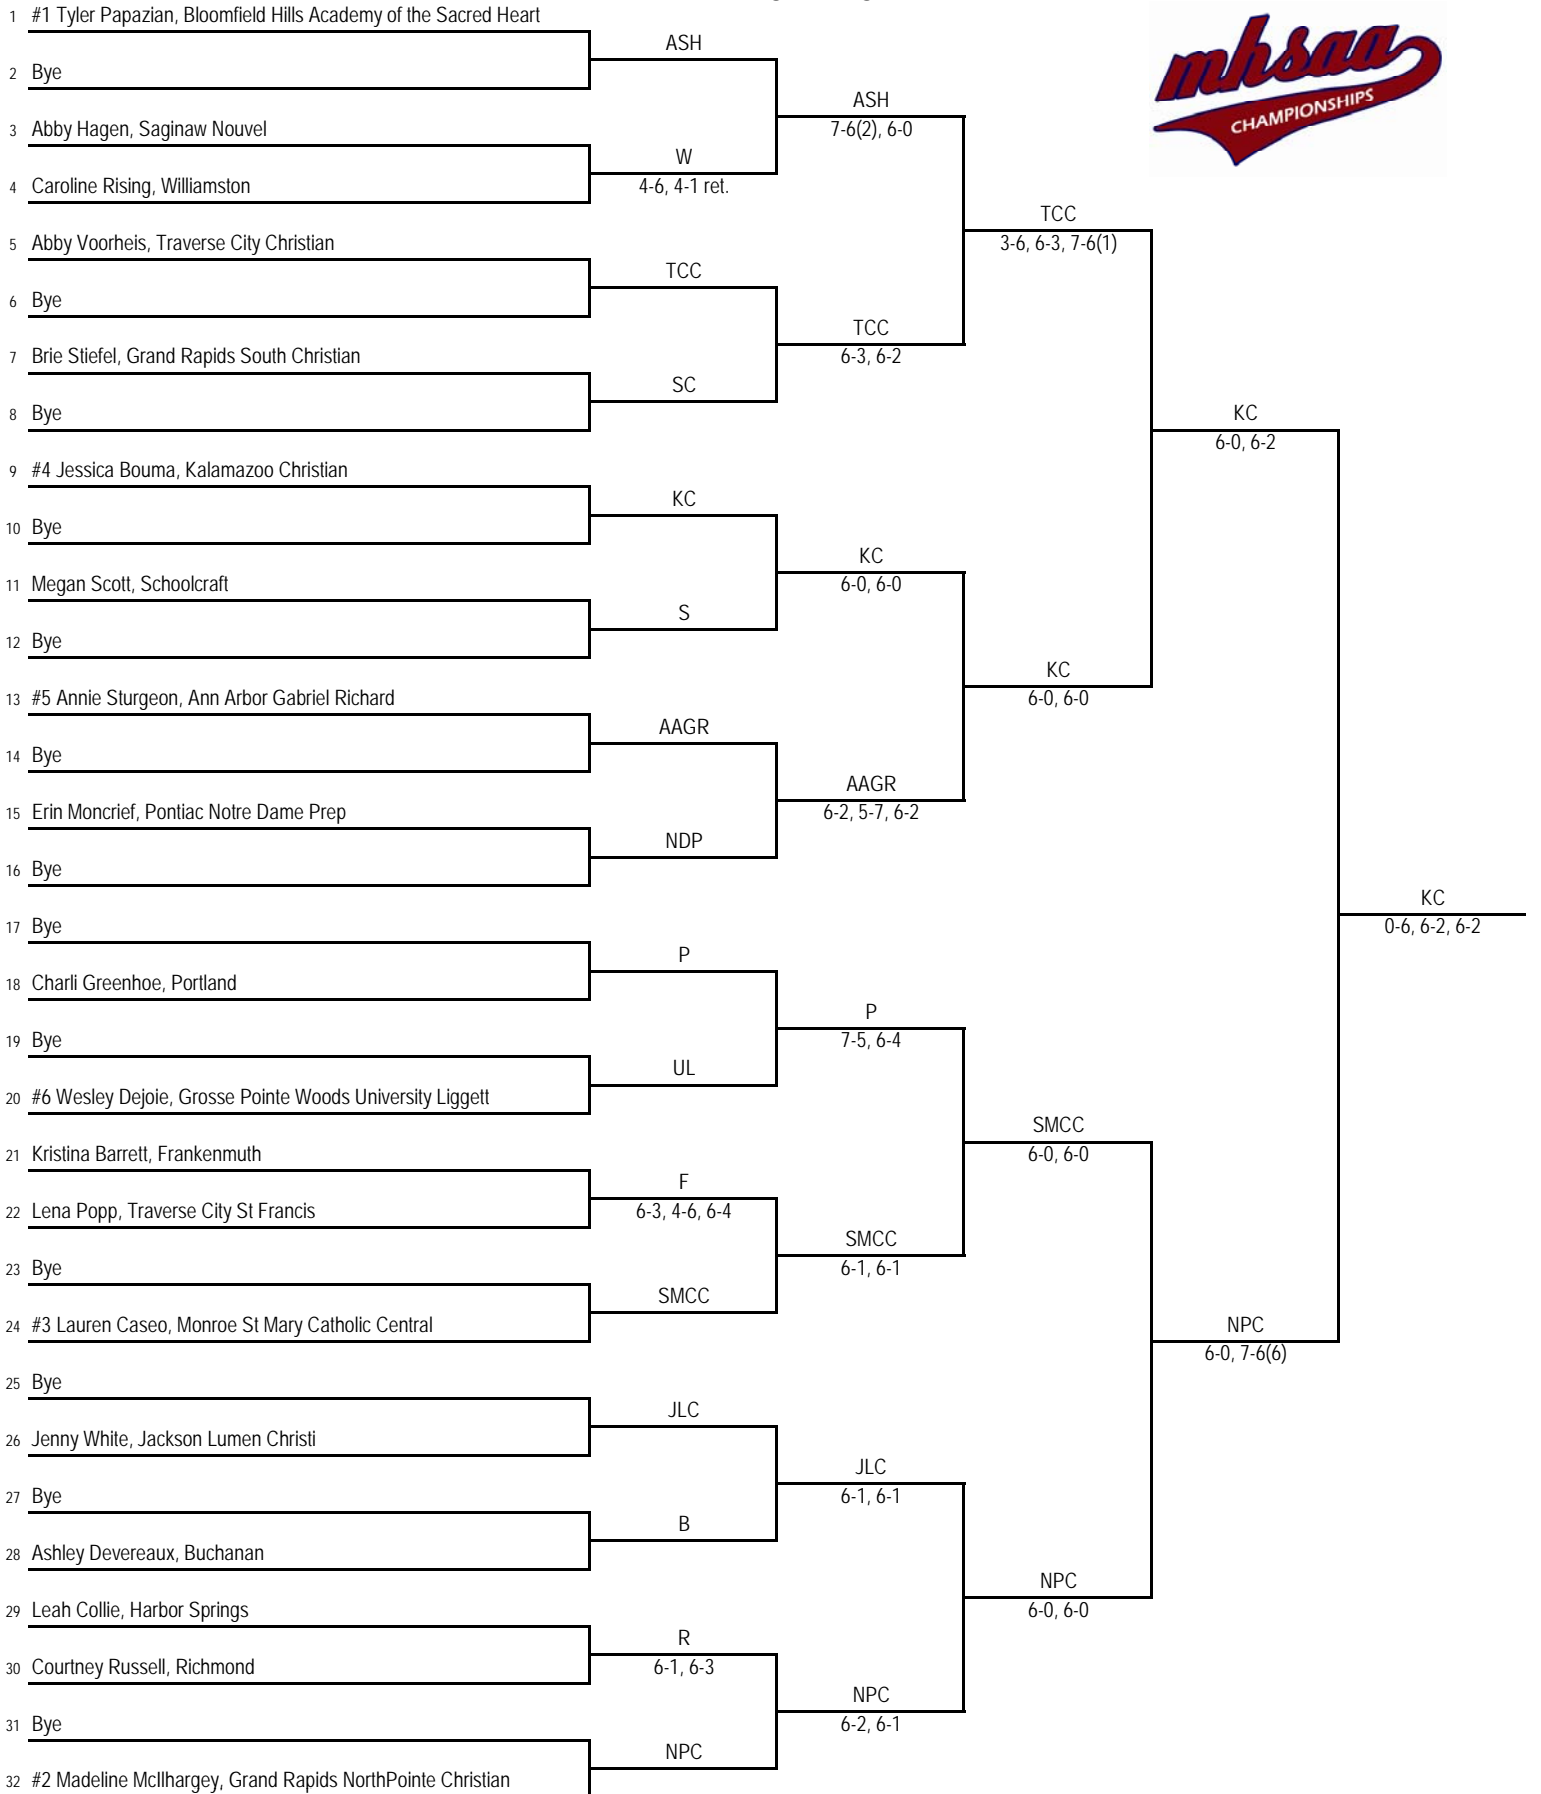 1 #1 Tyler Papazian, Bloomfield Hills Academy of the Sacred Heart
ASH
2 Bye
ASH
7-6(2), 6-0
3 Abby Hagen, Saginaw Nouvel
W
4-6, 4-1 ret.
4 Caroline Rising, Williamston
TCC
3-6, 6-3, 7-6(1)
5 Abby Voorheis, Traverse City Christian
TCC
6 Bye
TCC
6-3, 6-2
7 Brie Stiefel, Grand Rapids South Christian
SC
8 Bye
KC
6-0, 6-2
9 #4 Jessica Bouma, Kalamazoo Christian
KC
10 Bye
KC
6-0, 6-0
11 Megan Scott, Schoolcraft
S
12 Bye
KC
6-0, 6-0
13 #5 Annie Sturgeon, Ann Arbor Gabriel Richard
AAGR
14 Bye
AAGR
6-2, 5-7, 6-2
15 Erin Moncrief, Pontiac Notre Dame Prep
NDP
16 Bye
KC
0-6, 6-2, 6-2
17 Bye
P
18 Charli Greenhoe, Portland
P
7-5, 6-4
19 Bye
UL
20 #6 Wesley Dejoie, Grosse Pointe Woods University Liggett
SMCC
6-0, 6-0
21 Kristina Barrett, Frankenmuth
F
6-3, 4-6, 6-4
22 Lena Popp, Traverse City St Francis
SMCC
6-1, 6-1
23 Bye
SMCC
24 #3 Lauren Caseo, Monroe St Mary Catholic Central
NPC
6-0, 7-6(6)
25 Bye
JLC
26 Jenny White, Jackson Lumen Christi
JLC
6-1, 6-1
27 Bye
B
28 Ashley Devereaux, Buchanan
NPC
6-0, 6-0
29 Leah Collie, Harbor Springs
R
6-1, 6-3
30 Courtney Russell, Richmond
NPC
6-2, 6-1
31 Bye
NPC
32 #2 Madeline McIlhargey, Grand Rapids NorthPointe Christian
mhsaa
CHAMPIONSHIPS